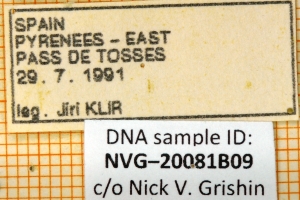 SPAIN
PYRENEES – EAST
PASS DE TOSSES
29. 7. 1991
leg. Jiri KLIR
DNA sample ID:
NVG–20081B09
c/o Nick V. Grishin